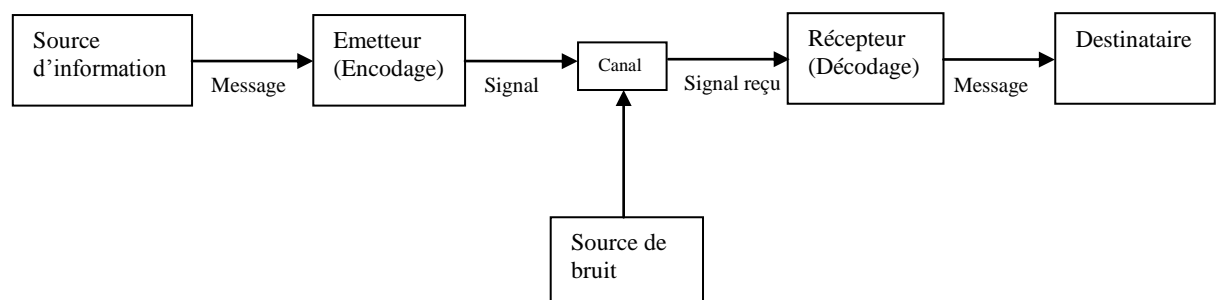 Source
d'information
Message
Emetteur
(Encodage)
Signal
Canal
Signal reçu
Récepteur
(Décodage)
Message
Destinataire
Source de
bruit